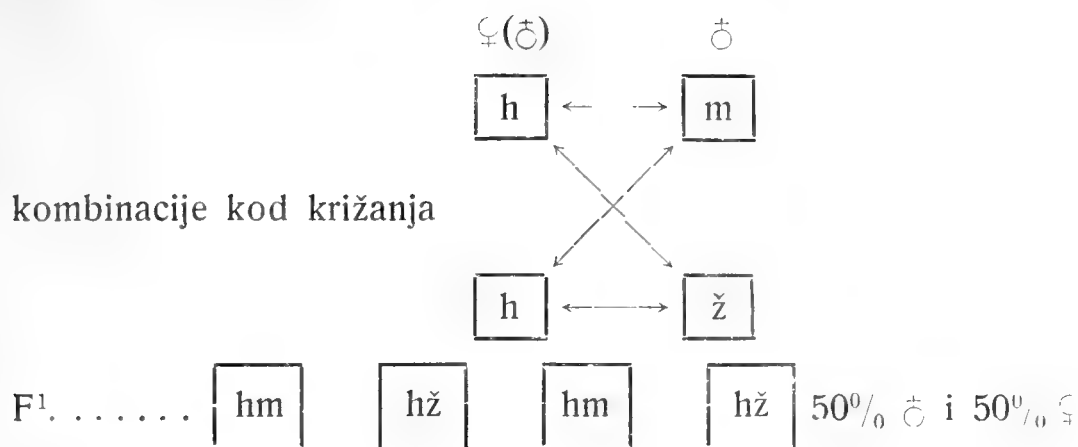 ♀(♂) ♂
h ← → m
kombinacije kod križanja
h ←→ ž
F¹. . . . . . . hm hž hm hž 50% ♂ i 50% ♀